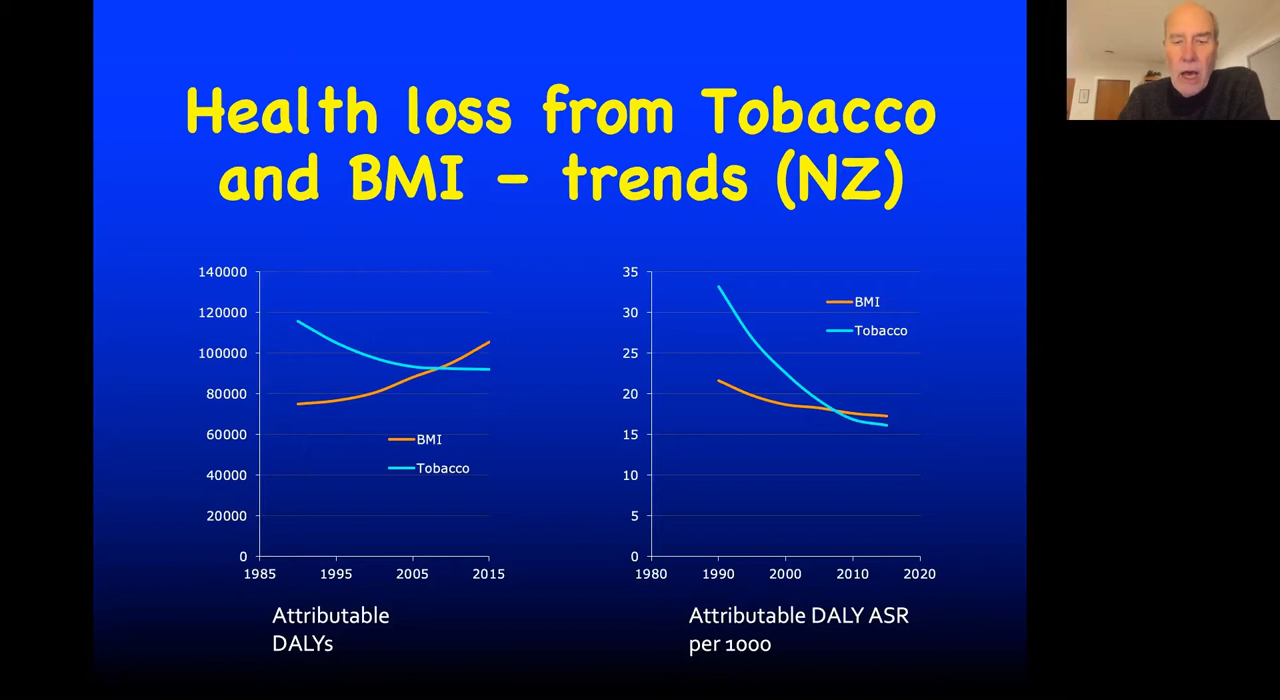 Health loss from Tobacco
and BMI – trends (NZ)
140000
120000
100000
80000
60000
40000
20000
0
1985 1995 2005 2015
BMI
Tobacco
Attributable
DALYs
35
30
25
20
15
10
5
0
1980 1990 2000 2010 2020
BMI
Tobacco
Attributable DALY ASR
per 1000